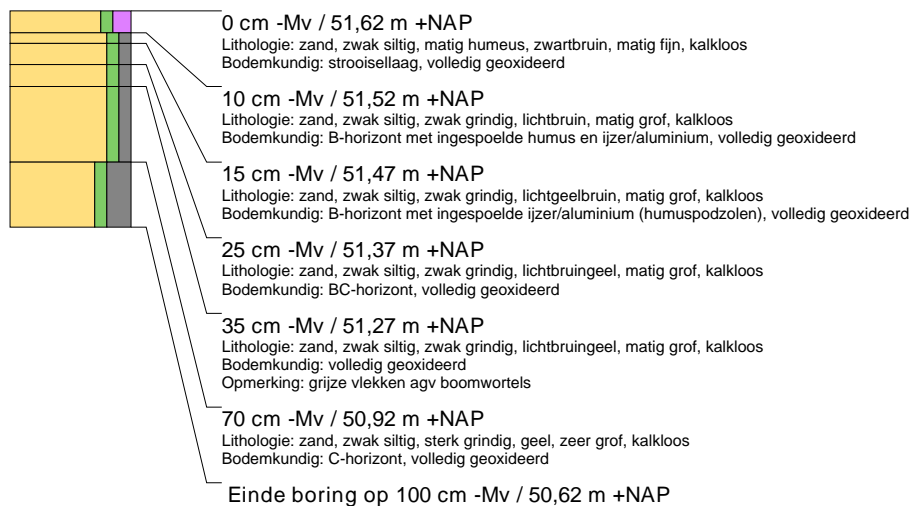 0 cm -Mv / 51,62 m +NAP
Lithologie: zand, zwak siltig, matig humeus, zwartbruin, matig fijn, kalkloos
Bodemkundig: strooisellaag, volledig geoxideerd
10 cm -Mv / 51,52 m +NAP
Lithologie: zand, zwak siltig, zwak grindig, lichtbruin, matig grof, kalkloos
Bodemkundig: B-horizont met ingespoelde humus en ijzer/aluminium, volledig geoxideerd
15 cm -Mv / 51,47 m +NAP
Lithologie: zand, zwak siltig, zwak grindig, lichtgeelbruin, matig grof, kalkloos
Bodemkundig: B-horizont met ingespoelde ijzer/aluminium (humuspodzolen), volledig geoxideerd
25 cm -Mv / 51,37 m +NAP
Lithologie: zand, zwak siltig, zwak grindig, lichtbruingeel, matig grof, kalkloos
Bodemkundig: BC-horizont, volledig geoxideerd
35 cm -Mv / 51,27 m +NAP
Lithologie: zand, zwak siltig, zwak grindig, lichtbruingeel, matig grof, kalkloos
Bodemkundig: volledig geoxideerd
Opmerking: grijze vlekken agv boomwortels
70 cm -Mv / 50,92 m +NAP
Lithologie: zand, zwak siltig, sterk grindig, geel, zeer grof, kalkloos
Bodemkundig: C-horizont, volledig geoxideerd
Einde boring op 100 cm -Mv / 50,62 m +NAP